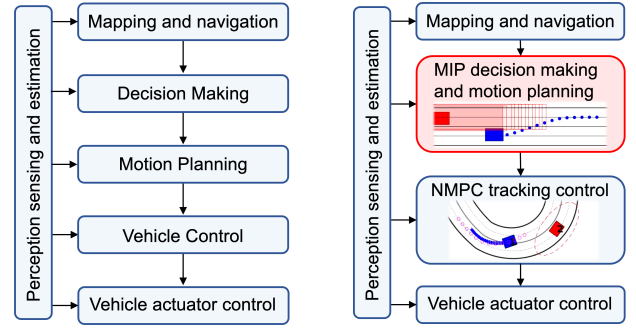 Perception sensing and estimation
Mapping and navigation
Decision Making
Motion Planning
Vehicle Control
Vehicle actuator control
Perception sensing and estimation
Mapping and navigation
MIP decision making
and motion planning
NMPC tracking control
Vehicle actuator control